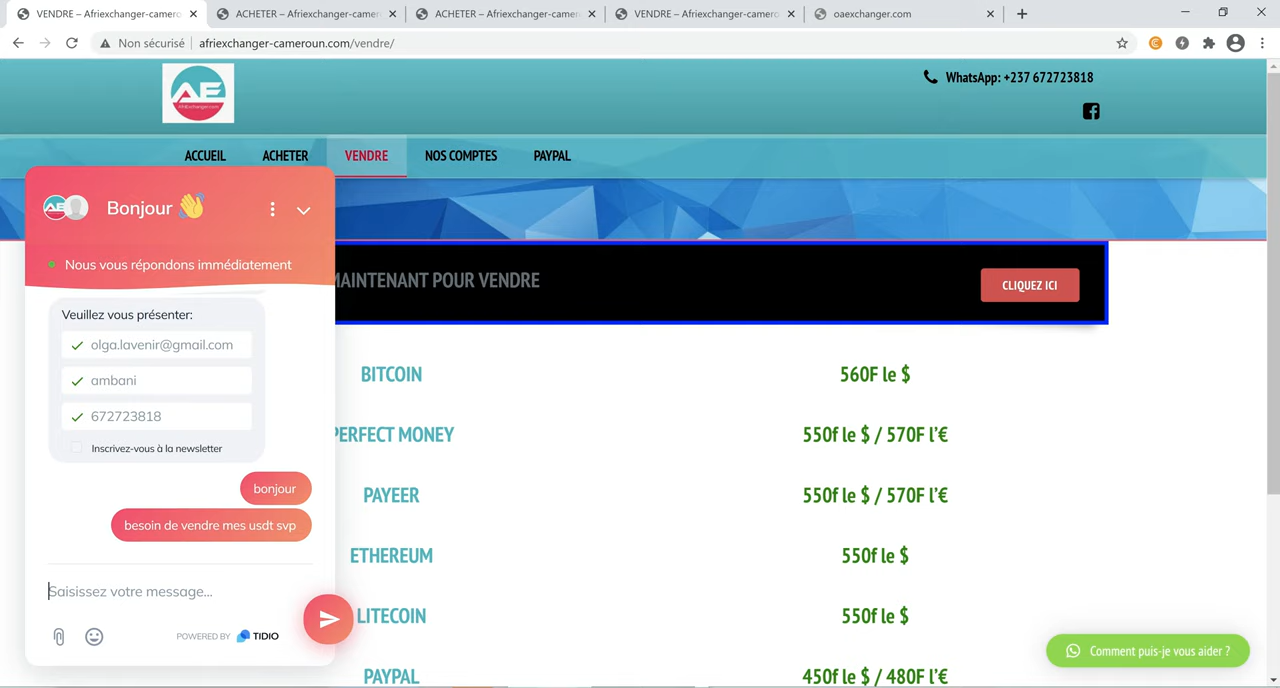 VENDRE – Afriexchanger-camero
ACHETER – Afriexchanger-camero
ACHETER – Afriexchanger-camero
VENDRE – Afriexchanger-camero
oaexchanger.com
Non sécurisé
afriexchanger-cameroun.com/vendre/
AE
WhatsApp: +237 672723818
ACCUEIL
ACHETER
VENDRE
NOS COMPTES
PAYPAL
Bonjour
Nous vous répondons immédiatement
MAINTENANT POUR VENDRE
CLIQUEZ ICI
Veuillez vous présenter:
olga.lavenir@gmail.com
ambani
672723818
Inscrivez-vous à la newsletter
bonjour
besoin de vendre mes usdt svp
Saisissez votre message...
POWERED BY TIDIO
BITCOIN
560F le $
PERFECT MONEY
550f le $ / 570F l’€
PAYEER
550f le $ / 570F l’€
ETHEREUM
550f le $
LITECOIN
550f le $
PAYPAL
450f le $ / 480F l’€
Comment puis-je vous aider ?